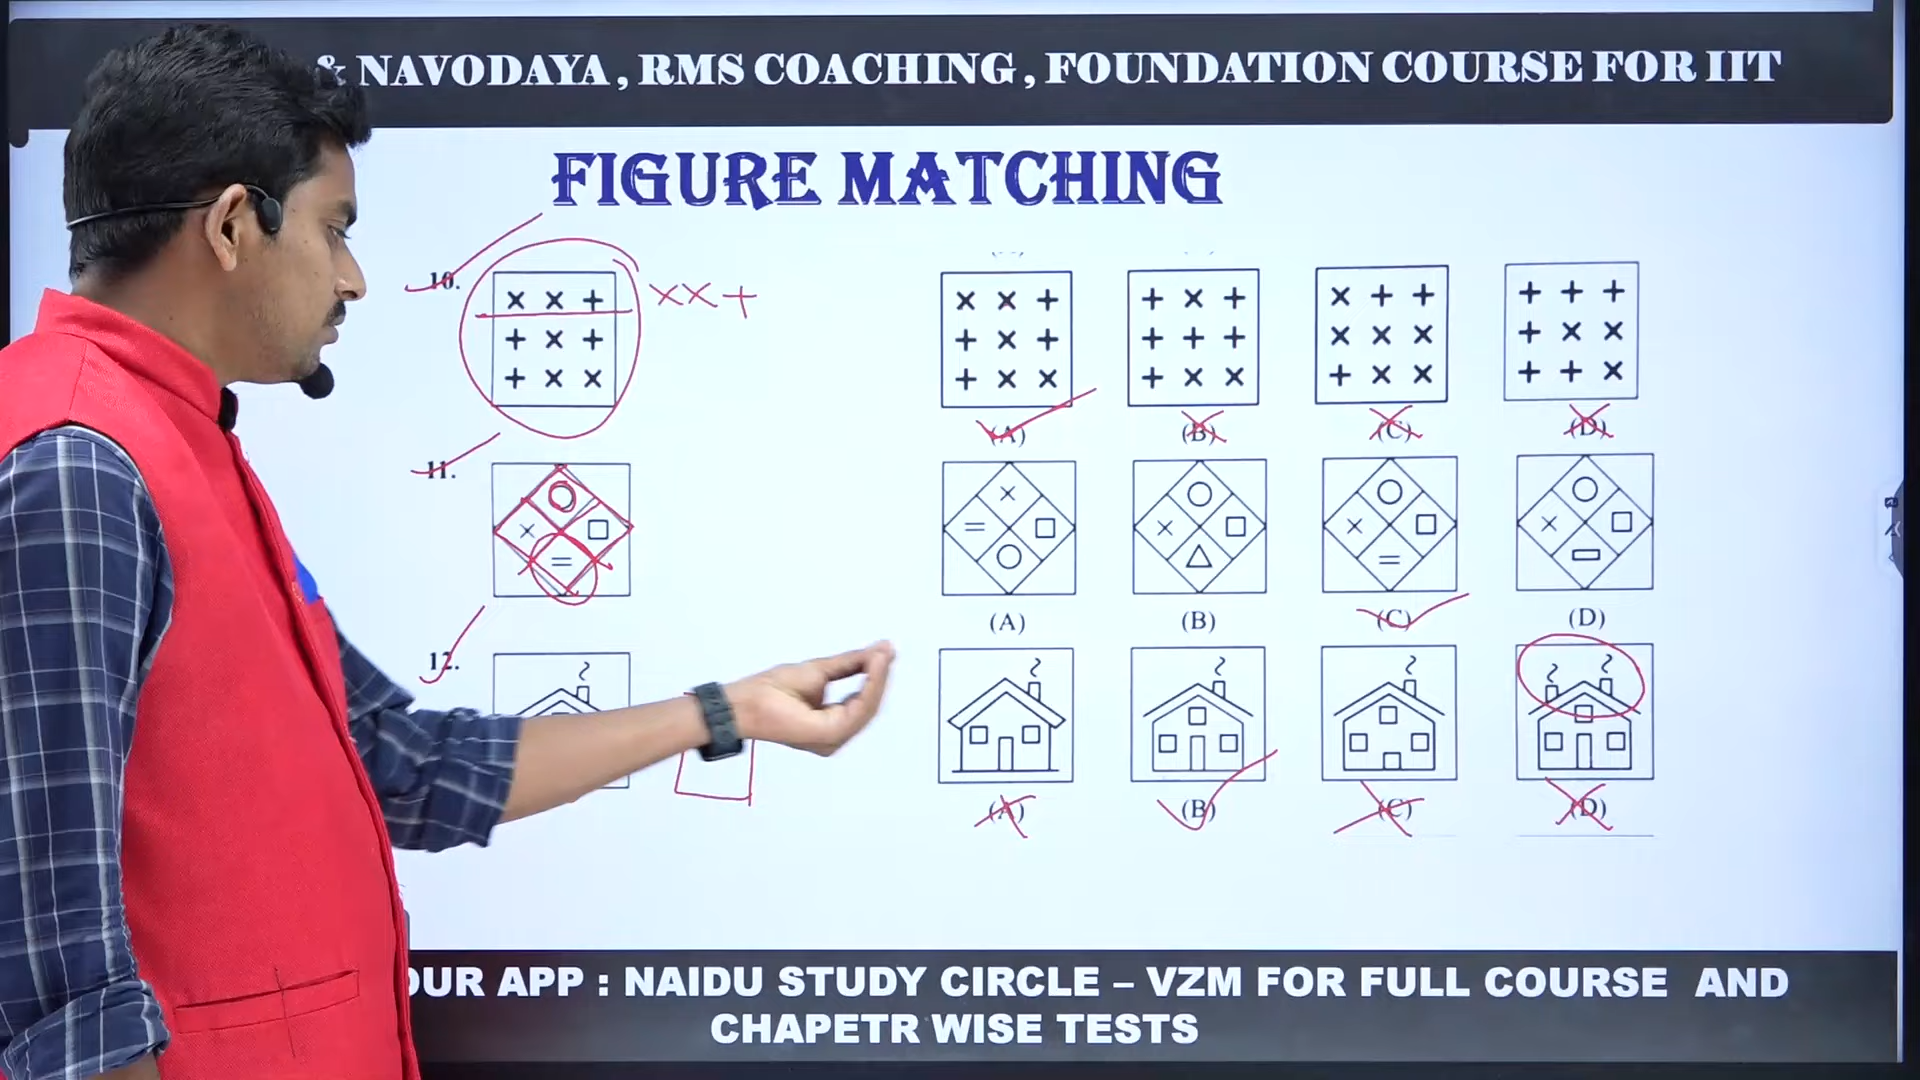 & NAVODAYA , RMS COACHING , FOUNDATION COURSE FOR IIT
FIGURE MATCHING
10.
× × +
+ × +
+ × ×
××+
× × +
+ × +
+ × ×
+ × +
+ + +
+ × ×
× + +
× × ×
+ × ×
+ + +
+ × ×
+ + ×
(A) (B) (C) (D)
11.
(A) (B) (C) (D)
12.
(A) (B) (C) (D)
OUR APP : NAIDU STUDY CIRCLE – VZM FOR FULL COURSE AND
CHAPETR WISE TESTS